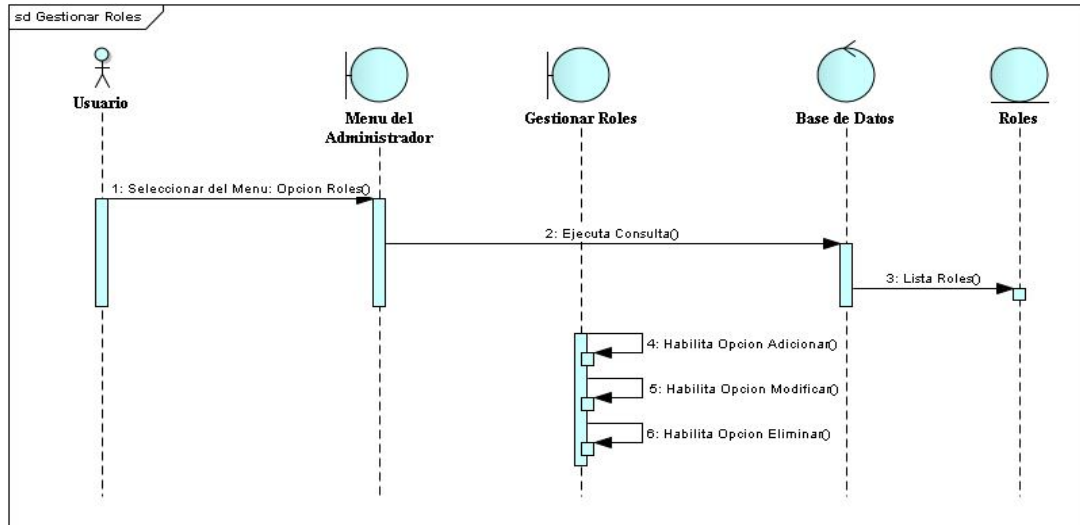 sd Gestionar Roles
Usuario
Menu del
Administrador
Gestionar Roles
Base de Datos
Roles
1: Seleccionar del Menu: Opcion Roles()
2: Ejecuta Consulta()
3: Lista Roles()
4: Habilita Opcion Adicionar()
5: Habilita Opcion Modificar()
6: Habilita Opcion Eliminar()